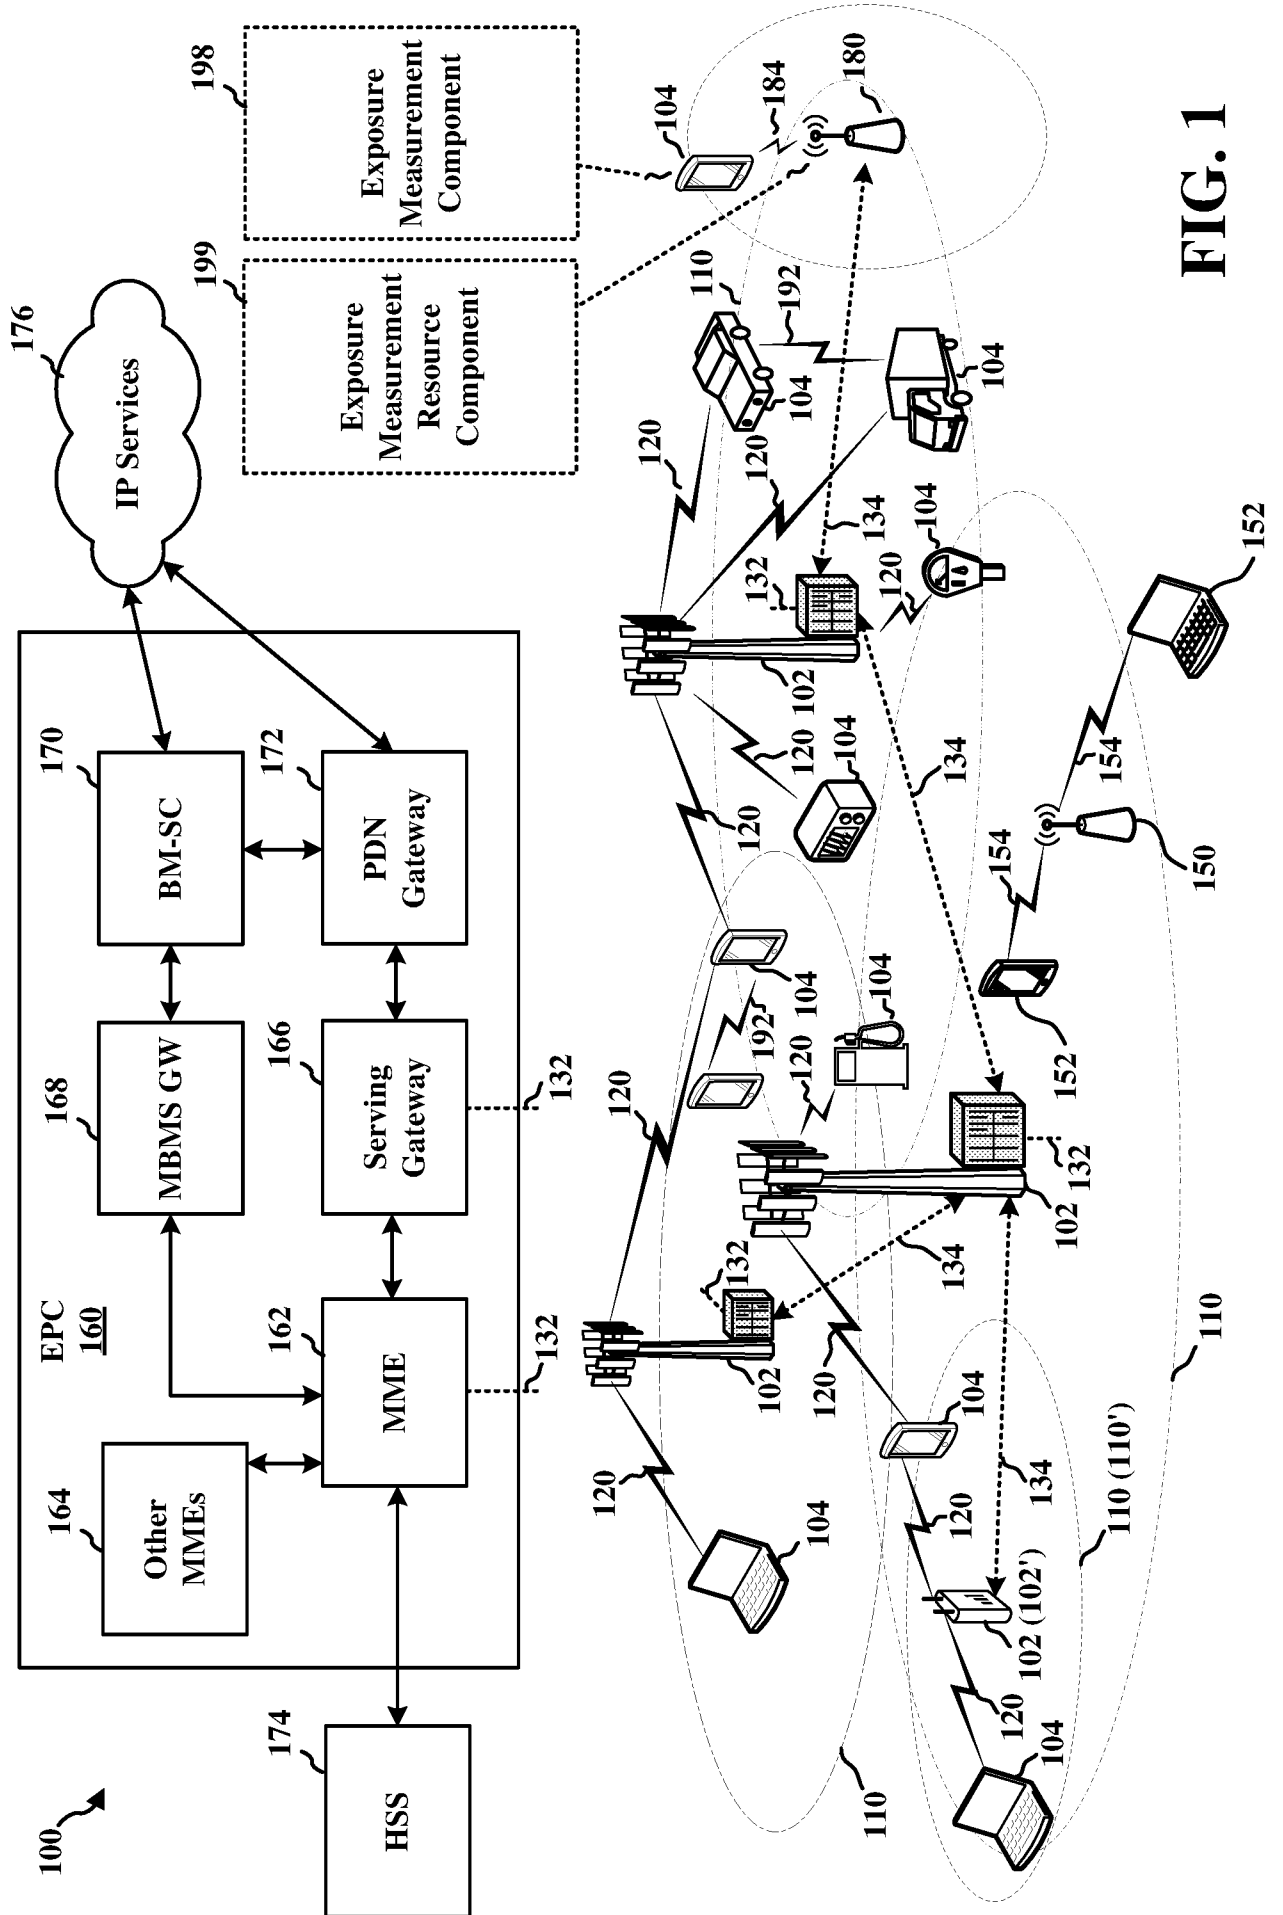 100
EPC
160
164
168
170
176
IP Services
Other
MMEs
MBMS GW
BM-SC
199
198
174
162
166
172
HSS
MME
Serving
Gateway
PDN
Gateway
Exposure
Measurement
Resource
Component
Exposure
Measurement
Component
132
132
120
120
120
104
110
132
120
120
192
132
192
184
102
104
120
120
102
104
104
120
104
180
110
134
104
120
104
134
120
134
104
104
120
102 (102')
134
154
104
102
132
152
154
110 (110')
110
150
152
FIG. 1